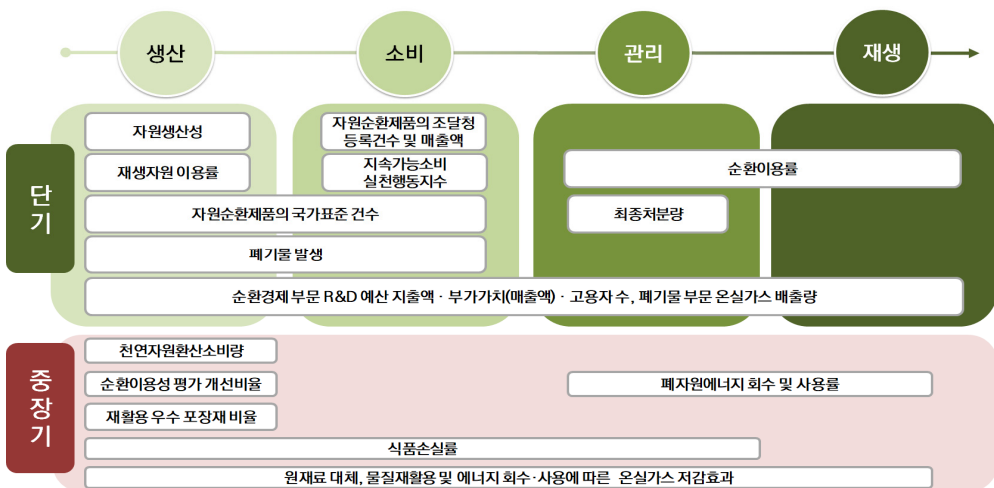 생산
소비
관리
재생
단기
자원생산성
자원순환제품의 조달청
등록건수 및 매출액
재생자원 이용률
지속가능소비
실천행동지수
순환이용률
자원순환제품의 국가표준 건수
최종처분량
폐기물 발생
순환경제 부문 R&D 예산 지출액 · 부가가치(매출액) · 고용자 수, 폐기물 부문 온실가스 배출량
중장기
천연자원환산소비량
순환이용성 평가 개선비율
폐자원에너지 회수 및 사용률
재활용 우수 포장재 비율
식품손실률
원재료 대체, 물질재활용 및 에너지 회수·사용에 따른 온실가스 저감효과